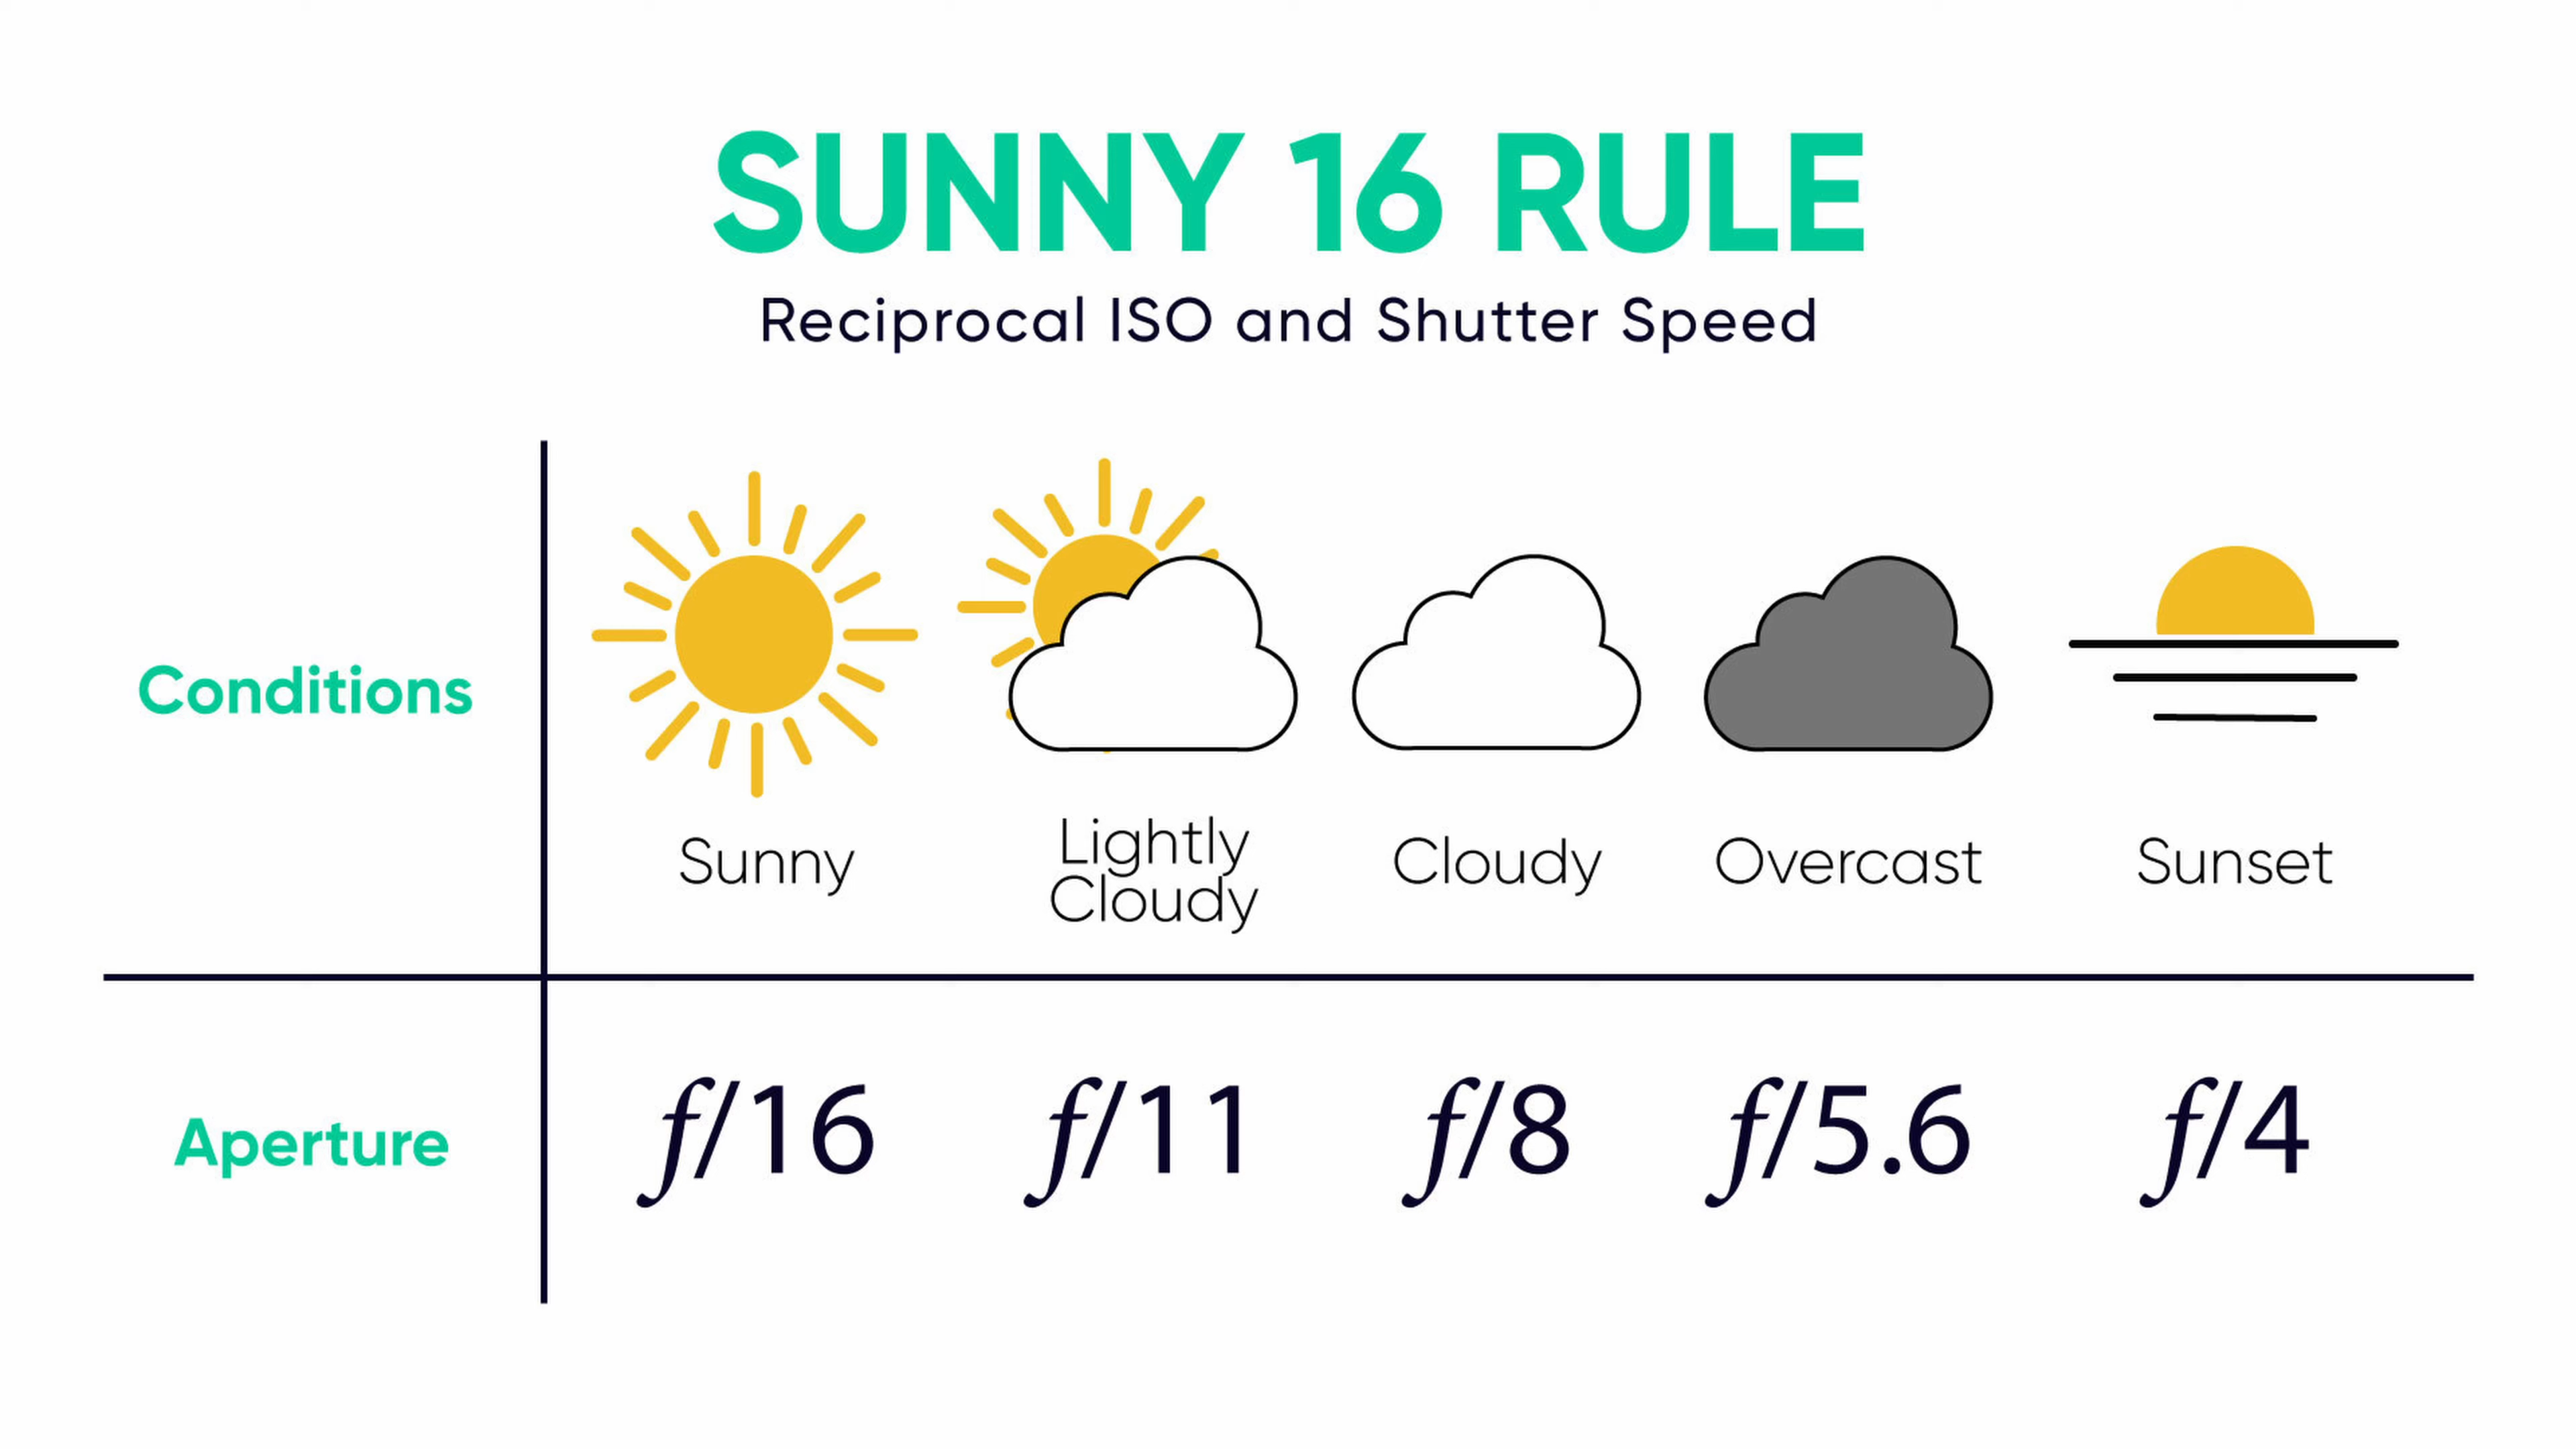 SUNNY 16 RULE
Reciprocal ISO and Shutter Speed
Conditions
Sunny
Lightly
Cloudy
Cloudy
Overcast
Sunset
Aperture
f/16
f/11
f/8
f/5.6
f/4